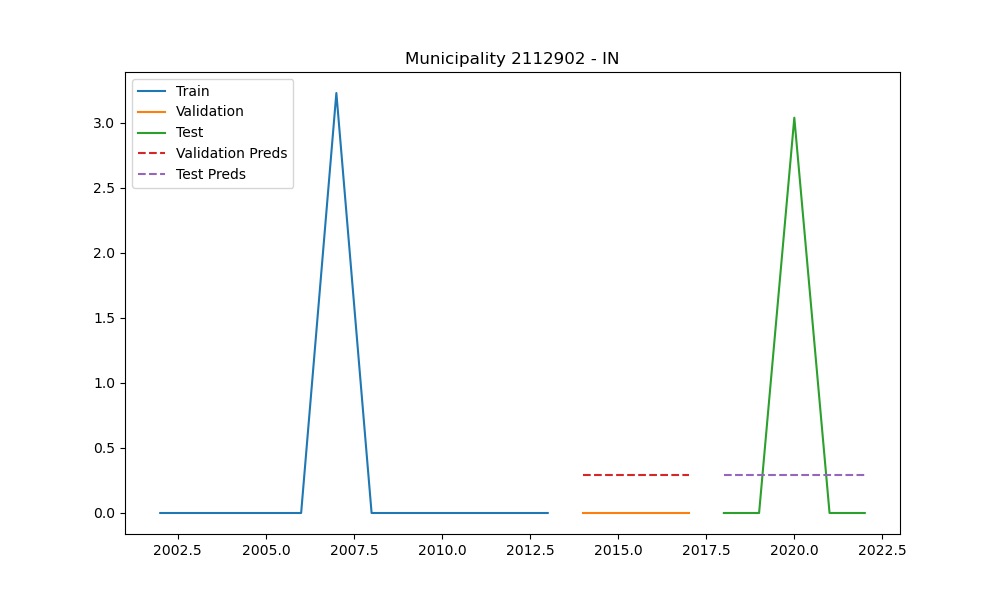 Municipality 2112902 - IN
Train
Validation
Test
Validation Preds
Test Preds
3.0
2.5
2.0
1.5
1.0
0.5
0.0
2002.5 2005.0 2007.5 2010.0 2012.5 2015.0 2017.5 2020.0 2022.5